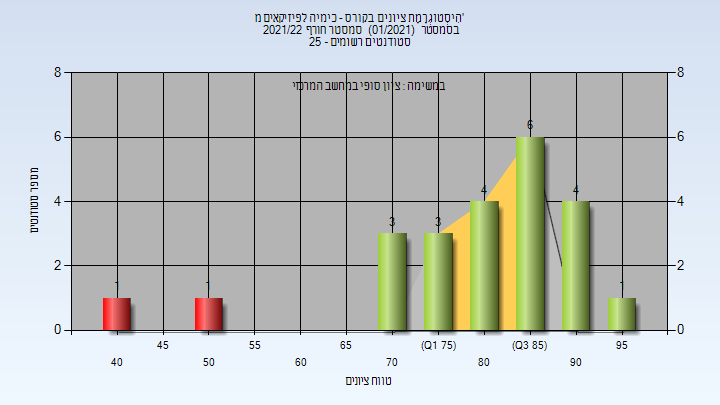 היסטוגרמת ציונים בקורס - כימיה לפיזיקאים מ'
בסמסטר (01/2021) סמסטר חורף 2021/22
סטודנטים רשומים - 25
במשימה : ציון סופי במחשב המרכזי
מספר סטודנטים
8 8
6 6
4 4
2 2
0 0
1 1 3 3 4 6 4 1
45 55 65 (Q1 75) (Q3 85) 95
40 50 60 70 80 90
טווח ציונים